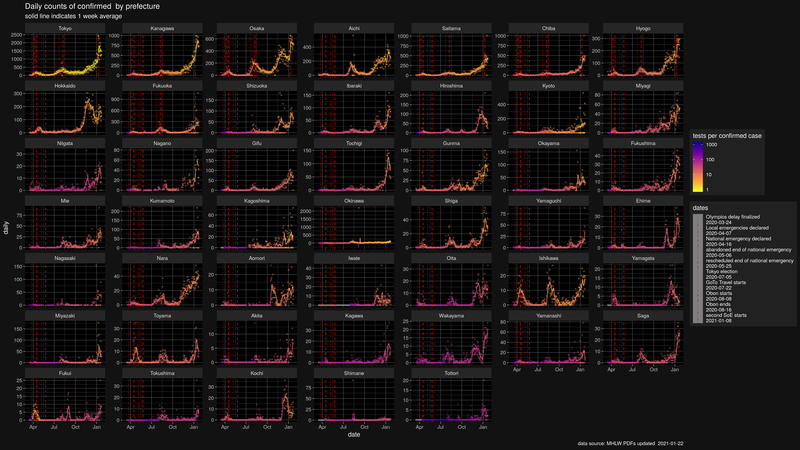 Daily counts of confirmed by prefecture
solid line indicates 1 week average
Tokyo Kanagawa Osaka Aichi Saitama Chiba Hyogo
Hokkaido Fukuoka Shizuoka Ibaraki Hiroshima Kyoto Miyagi
Niigata Nagano Gifu Tochigi Gunma Okayama Fukushima
Mie Kumamoto Kagoshima Okinawa Shiga Yamaguchi Ehime
Nagasaki Nara Aomori Iwate Oita Ishikawa Yamagata
Miyazaki Toyama Akita Kagawa Wakayama Yamanashi Saga
Fukui Tokushima Kochi Shimane Tottori
Apr Jul Oct Jan
daily
date
tests per confirmed case
1000
100
10
1
dates
Olympics delay finalized
2020-03-24
Local emergencies declared
2020-04-07
National emergency declared
2020-04-16
abandoned end of national emergency
2020-05-06
rescheduled end of national emergency
2020-05-25
Tokyo election
2020-07-05
GoTo Travel starts
2020-07-22
Obon starts
2020-08-08
Obon ends
2020-08-16
second SoE starts
2021-01-08
data source: MHLW PDFs updated 2021-01-22